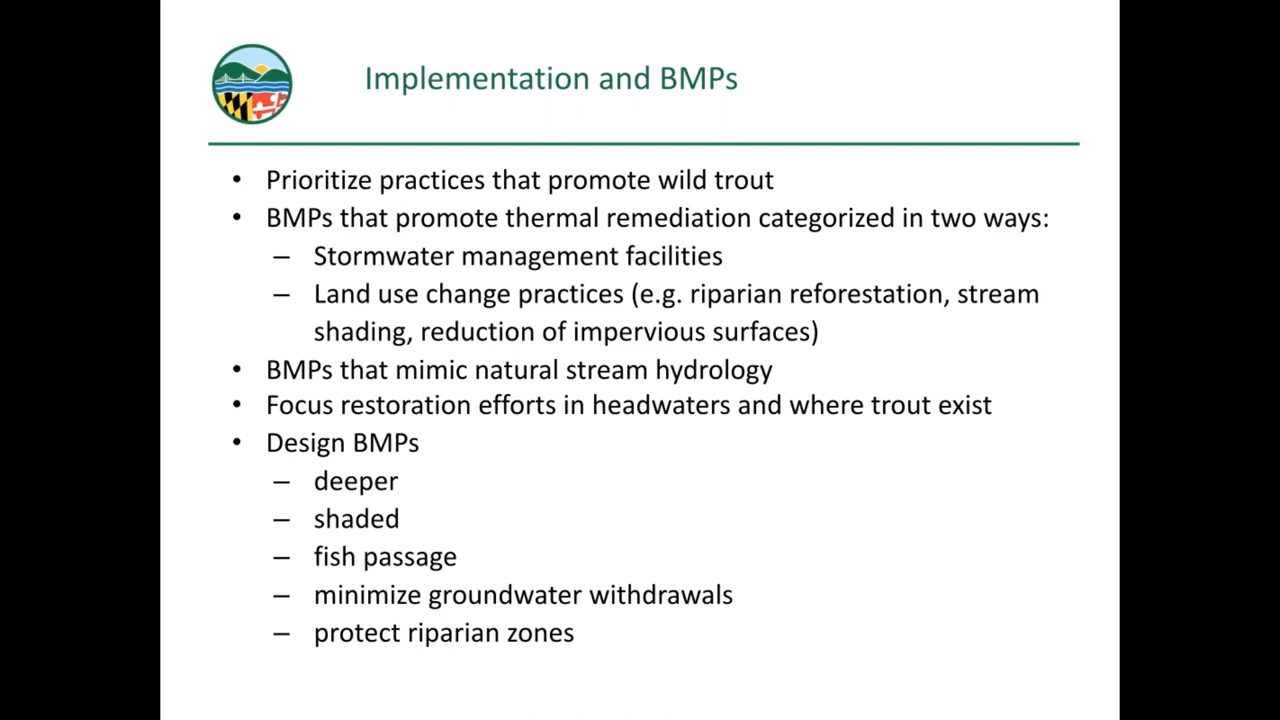 Implementation and BMPs
• Prioritize practices that promote wild trout
• BMPs that promote thermal remediation categorized in two ways:
– Stormwater management facilities
– Land use change practices (e.g. riparian reforestation, stream
shading, reduction of impervious surfaces)
• BMPs that mimic natural stream hydrology
• Focus restoration efforts in headwaters and where trout exist
• Design BMPs
– deeper
– shaded
– fish passage
– minimize groundwater withdrawals
– protect riparian zones